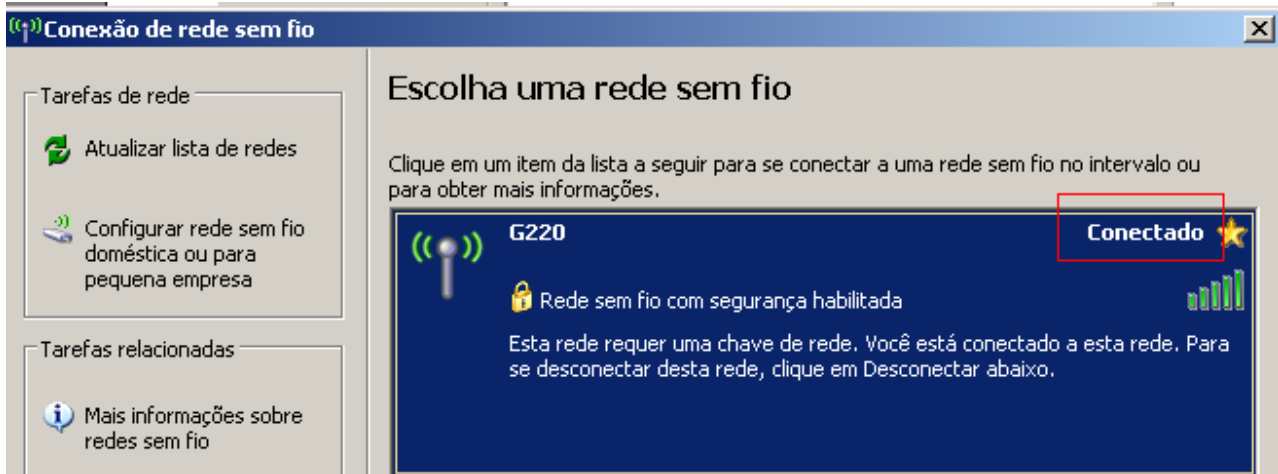 Conexão de rede sem fio
Tarefas de rede
Atualizar lista de redes
Configurar rede sem fio
doméstica ou para
pequena empresa
Tarefas relacionadas
Mais informações sobre
redes sem fio
Escolha uma rede sem fio
Clique em um item da lista a seguir para se conectar a uma rede sem fio no intervalo ou
para obter mais informações.
G220 Conectado
Rede sem fio com segurança habilitada
Esta rede requer uma chave de rede. Você está conectado a esta rede. Para
se desconectar desta rede, clique em Desconectar abaixo.